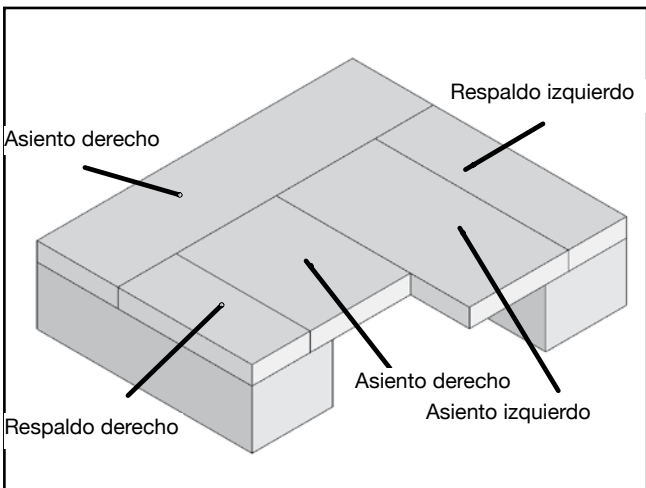 Respaldo izquierdo
Asiento derecho
Asiento derecho
Asiento izquierdo
Respaldo derecho